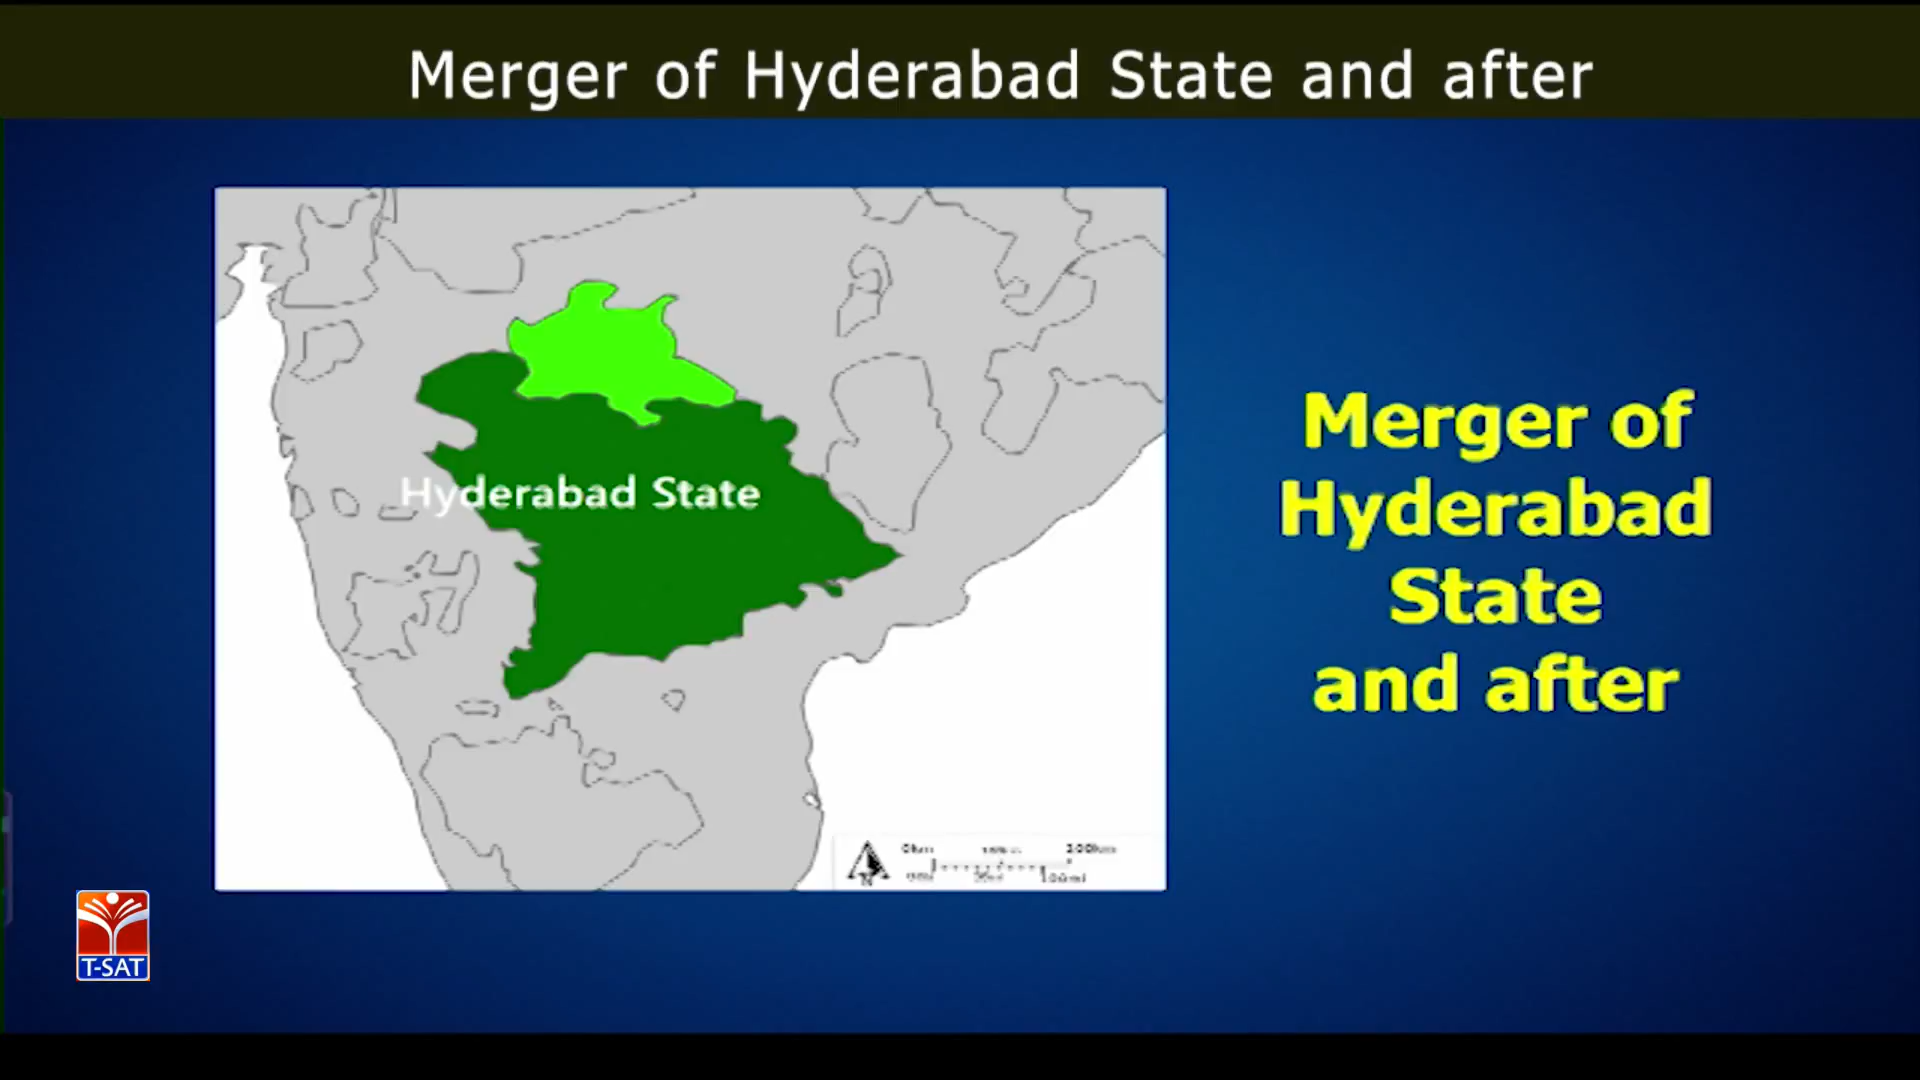 Merger of Hyderabad State and after
Hyderabad State
Merger of
Hyderabad
State
and after
N
T-SAT